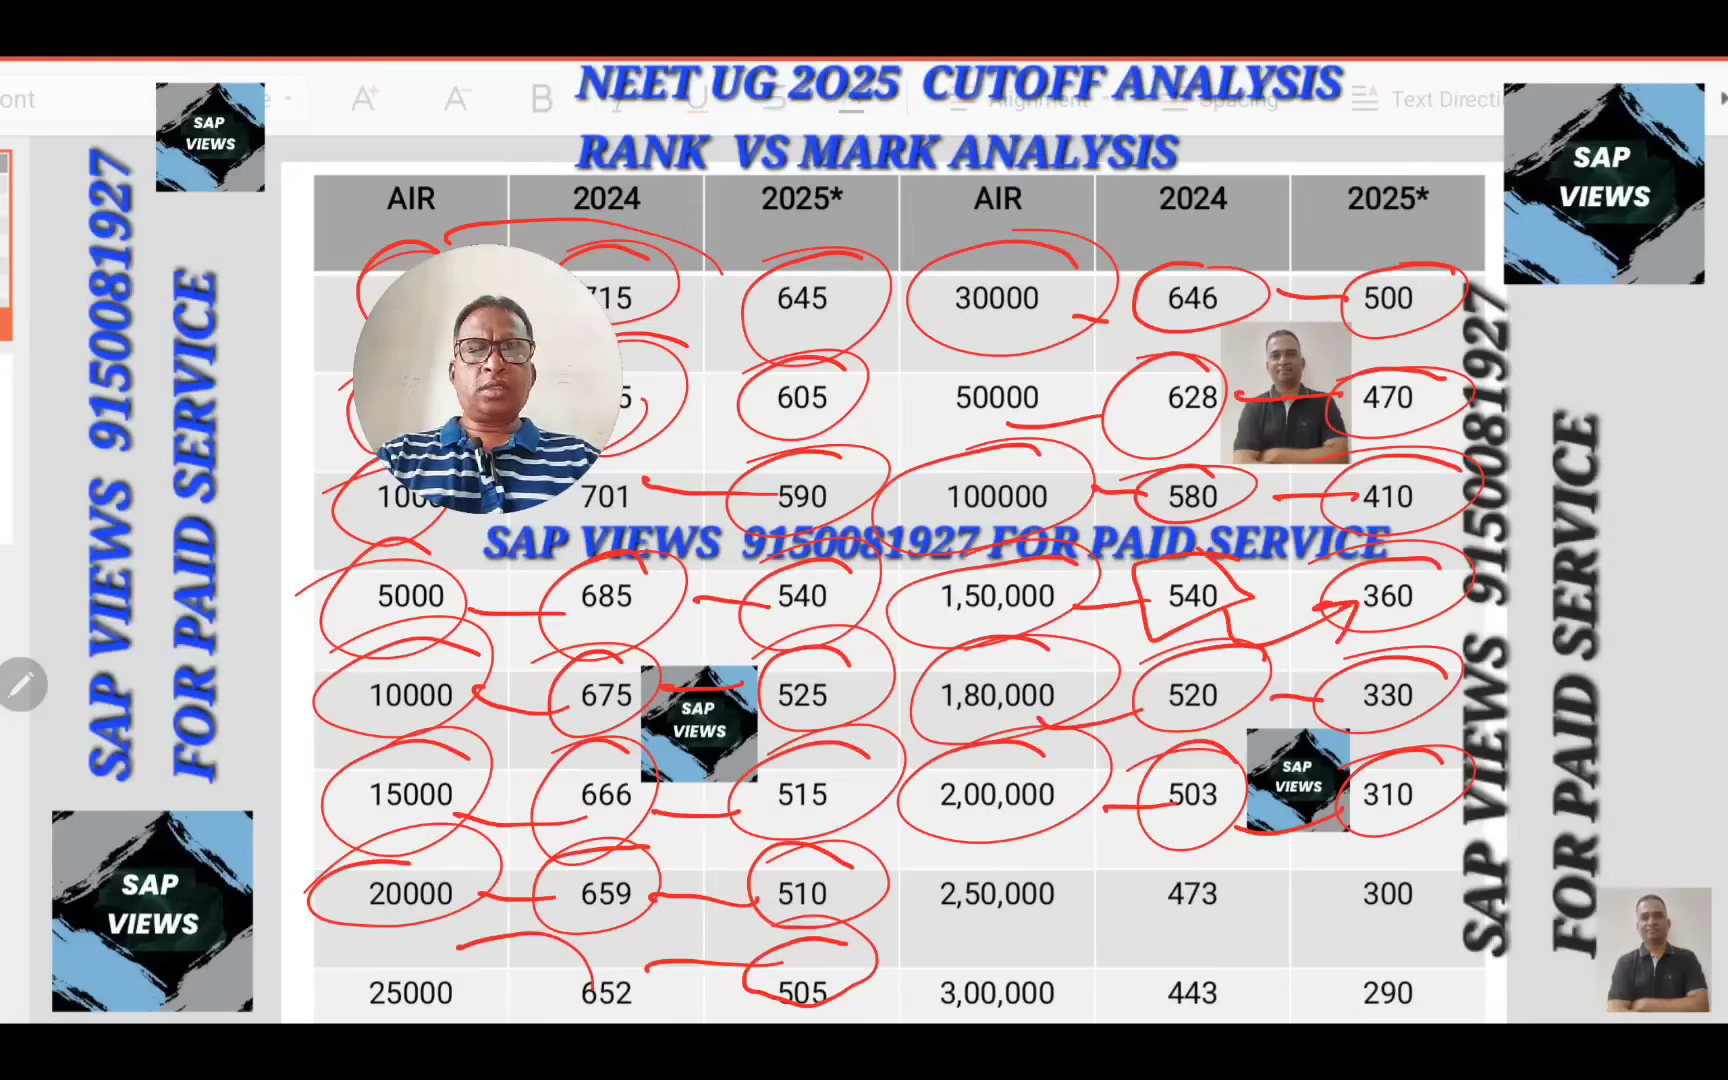 NEET UG 2O25 CUTOFF ANALYSIS
RANK VS MARK ANALYSIS
ont
Alignment
Spacing
SAP
VIEWS
SAP
VIEWS
SAP VIEWS 9150081927
FOR PAID SERVICE
AIR 2024 2025* AIR 2024 2025*
715 645 30000 646 500
605 50000 628 470
701 590 100000 580 410
SAP VIEWS 9150081927 FOR PAID SERVICE
5000 685 540 1,50,000 540 360
10000 675 525 1,80,000 520 330
SAP
VIEWS
15000 666 515 2,00,000 503 310
SAP
VIEWS
20000 659 510 2,50,000 473 300
25000 652 505 3,00,000 443 290
SAP
VIEWS
SAP VIEWS 9150081927
FOR PAID SERVICE